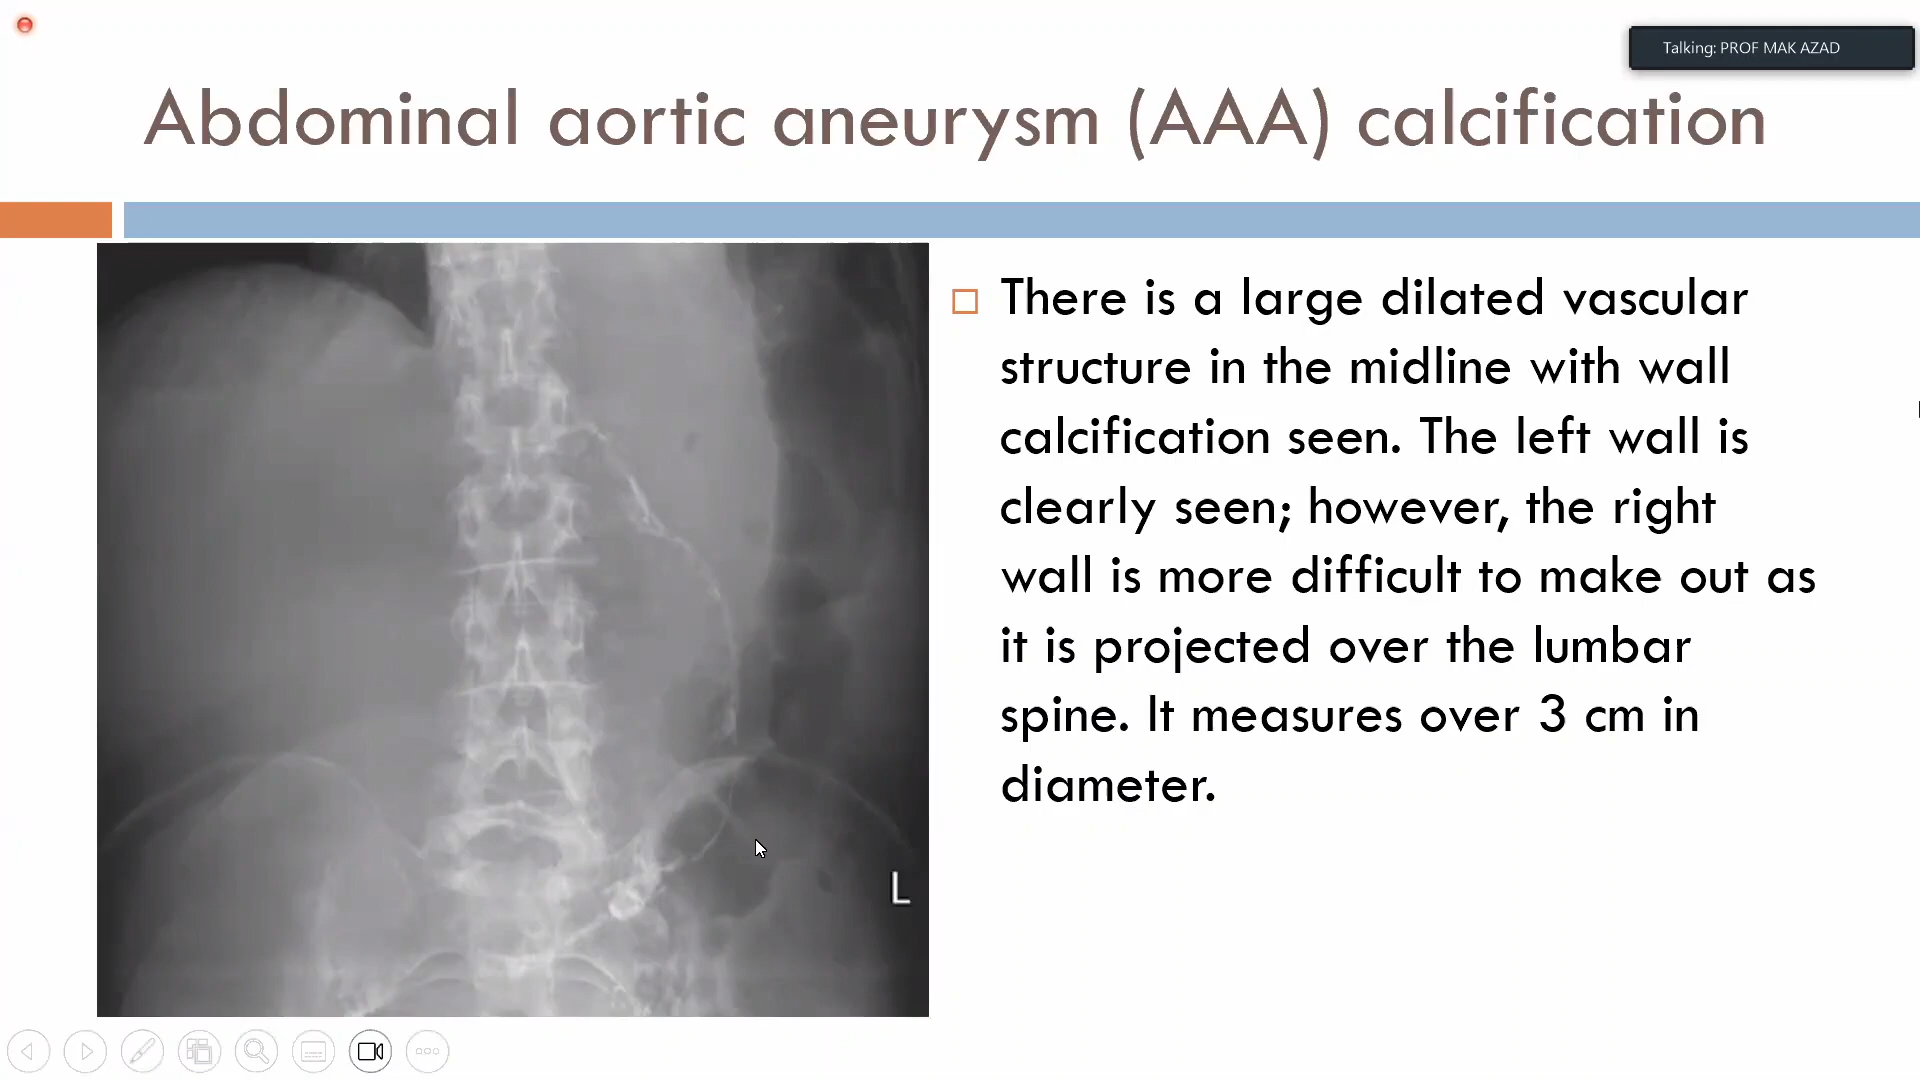 Talking: PROF MAK AZAD
Abdominal aortic aneurysm (AAA) calcification
There is a large dilated vascular
structure in the midline with wall
calcification seen. The left wall is
clearly seen; however, the right
wall is more difficult to make out as
it is projected over the lumbar
spine. It measures over 3 cm in
diameter.
L